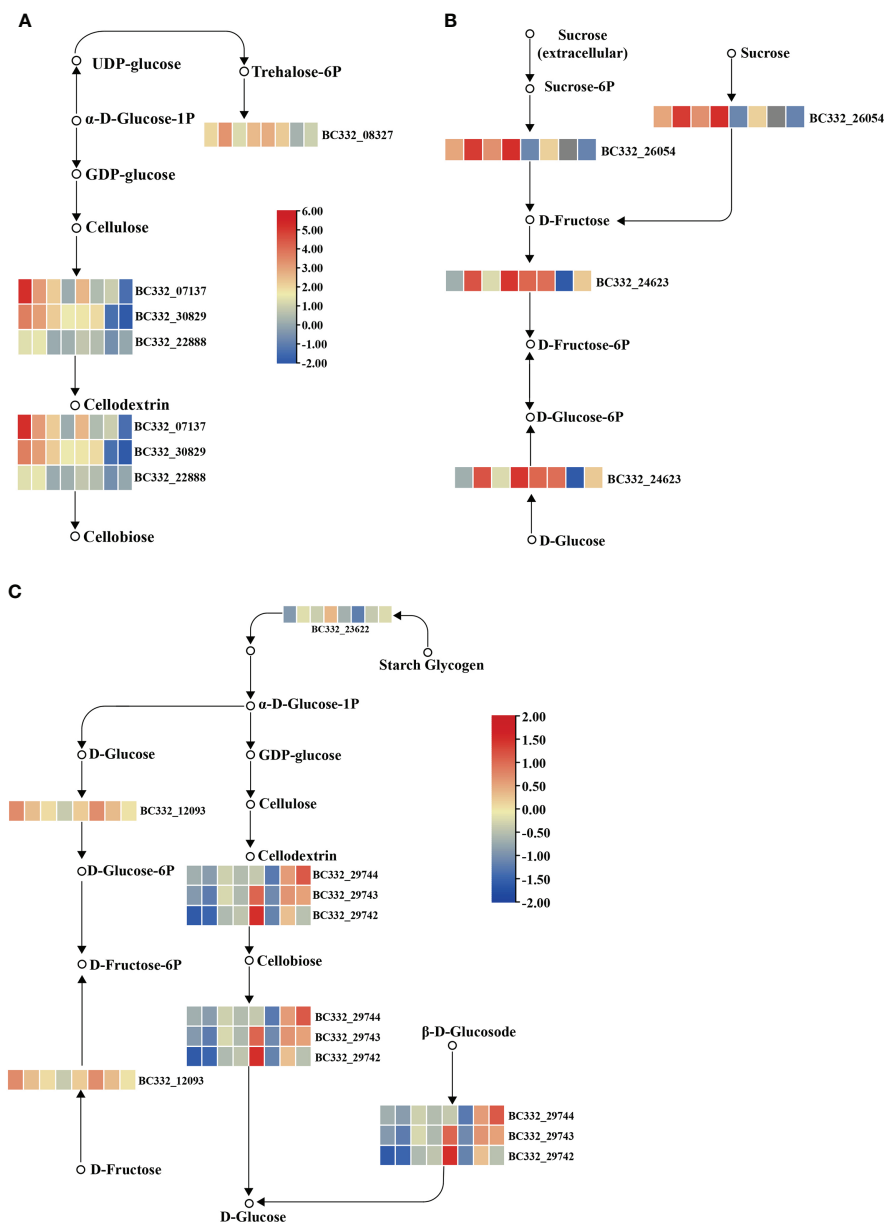 A
UDP-glucose
Trehalose-6P
α-D-Glucose-1P
BC332_08327
GDP-glucose
Cellulose
6.00
5.00
4.00
3.00
2.00
1.00
0.00
-1.00
-2.00
BC332_07137
BC332_30829
BC332_22888
Cellodextrin
BC332_07137
BC332_30829
BC332_22888
Cellobiose
B
Sucrose
(extracellular)
Sucrose
Sucrose-6P
BC332_26054
BC332_26054
D-Fructose
BC332_24623
D-Fructose-6P
D-Glucose-6P
BC332_24623
D-Glucose
C
BC332_23622
Starch Glycogen
α-D-Glucose-1P
D-Glucose
GDP-glucose
2.00
1.50
1.00
0.50
0.00
-0.50
-1.00
-1.50
-2.00
BC332_12093
Cellulose
Cellodextrin
D-Glucose-6P
BC332_29744
BC332_29743
BC332_29742
D-Fructose-6P
Cellobiose
BC332_29744
BC332_29743
BC332_29742
β-D-Glucosode
BC332_12093
BC332_29744
BC332_29743
BC332_29742
D-Fructose
D-Glucose